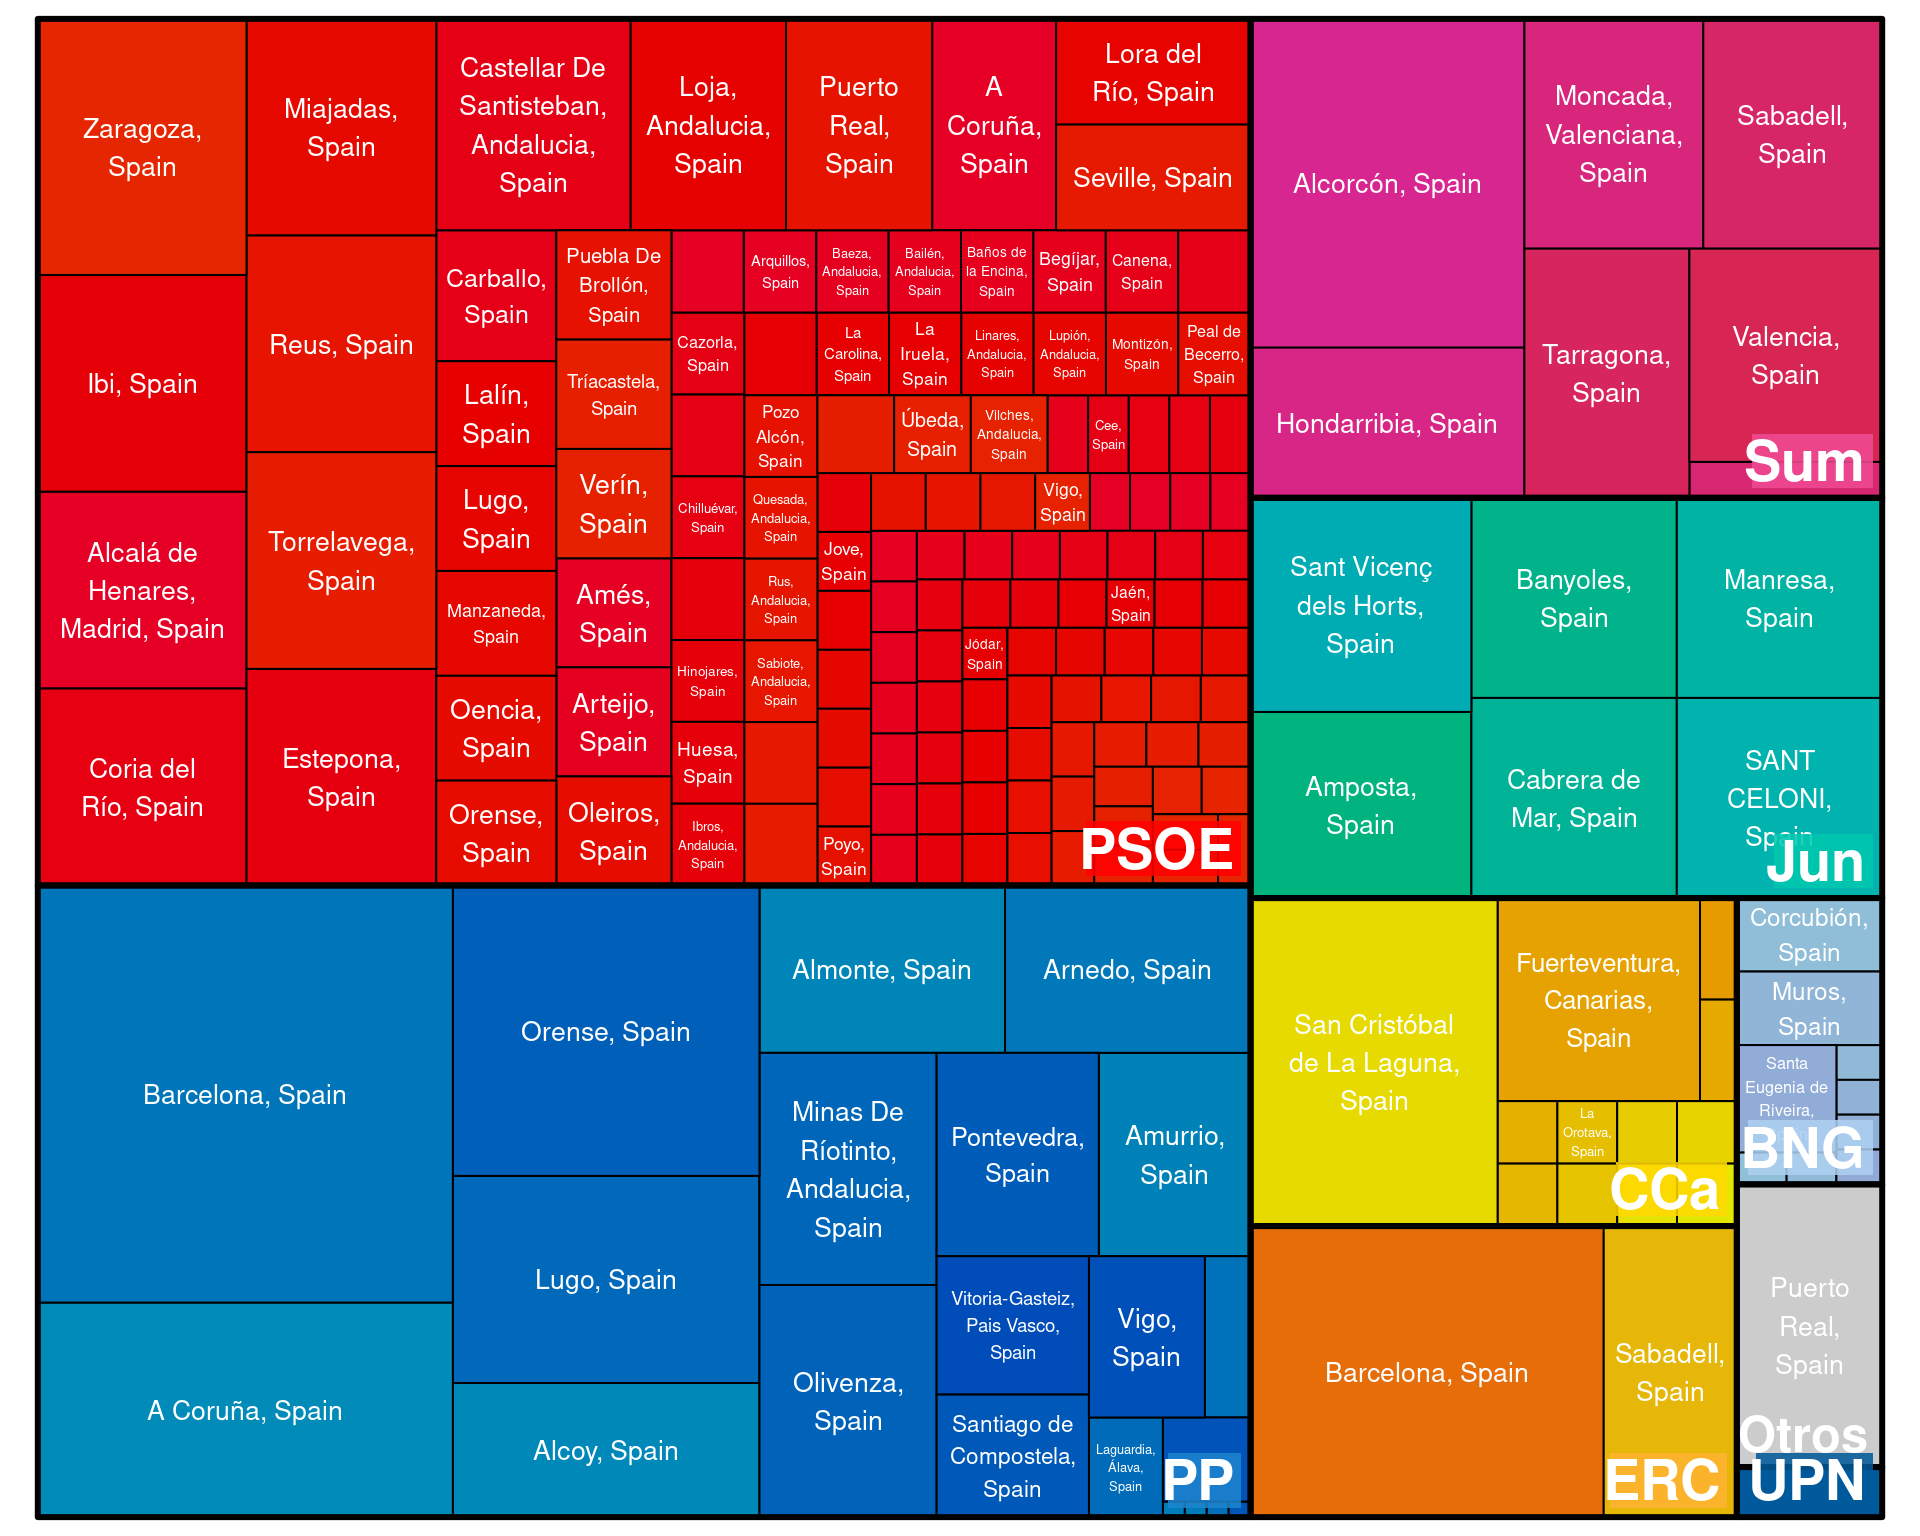 Zaragoza,
Spain
Ibi, Spain
Alcalá de
Henares,
Madrid, Spain
Coria del
Río, Spain
Miajadas,
Spain
Reus, Spain
Torrelavega,
Spain
Estepona,
Spain
Castellar De
Santisteban,
Andalucia,
Spain
Loja,
Andalucia,
Spain
Puerto
Real,
Spain
A
Coruña,
Spain
Lora del
Río, Spain
Seville, Spain
Carballo,
Spain
Lalín,
Spain
Lugo,
Spain
Manzaneda,
Spain
Oencia,
Spain
Orense,
Spain
Puebla De
Brollón,
Spain
Tríacastela,
Spain
Verín,
Spain
Amés,
Spain
Arteijo,
Spain
Oleiros,
Spain
Cazorla,
Spain
Chilluévar,
Spain
Hinojares,
Spain
Huesa,
Spain
Ibros,
Andalucia,
Spain
Arquillos,
Spain
Baeza,
Andalucia,
Spain
Bailén,
Andalucia,
Spain
Baños de
la Encina,
Spain
Begíjar,
Spain
Canena,
Spain
La
Carolina,
Spain
La
Iruela,
Spain
Linares,
Andalucia,
Spain
Lupión,
Andalucia,
Spain
Montizón,
Spain
Peal de
Becerro,
Spain
Pozo
Alcón,
Spain
Quesada,
Andalucia,
Spain
Rus,
Andalucia,
Spain
Sabiote,
Andalucia,
Spain
Úbeda,
Spain
Vilches,
Andalucia,
Spain
Cee,
Spain
Vigo,
Spain
Jove,
Spain
Jaén,
Spain
Jódar,
Spain
Poyo,
Spain
PSOE
Alcorcón, Spain
Hondarribia, Spain
Moncada,
Valenciana,
Spain
Sabadell,
Spain
Tarragona,
Spain
Valencia,
Spain
Sum
Sant Vicenç
dels Horts,
Spain
Amposta,
Spain
Banyoles,
Spain
Manresa,
Spain
Cabrera de
Mar, Spain
SANT
CELONI,
Spain
Jun
Barcelona, Spain
A Coruña, Spain
Orense, Spain
Lugo, Spain
Alcoy, Spain
Almonte, Spain
Arnedo, Spain
Minas De
Ríotinto,
Andalucia,
Spain
Olivenza,
Spain
Pontevedra,
Spain
Amurrio,
Spain
Vitoria-Gasteiz,
Pais Vasco,
Spain
Vigo,
Spain
Santiago de
Compostela,
Spain
Laguardia,
Álava,
Spain
PP
San Cristóbal
de La Laguna,
Spain
Fuerteventura,
Canarias,
Spain
La
Orotava,
Spain
CCa
Corcubión,
Spain
Muros,
Spain
Santa
Eugenia de
Riveira,
BNG
Barcelona, Spain
Sabadell,
Spain
ERC
Puerto
Real,
Spain
Otros
UPN